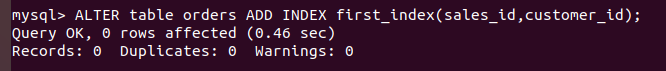 mysql> ALTER table orders ADD INDEX first_index(sales_id,customer_id);
Query OK, 0 rows affected (0.46 sec)
Records: 0  Duplicates: 0  Warnings: 0